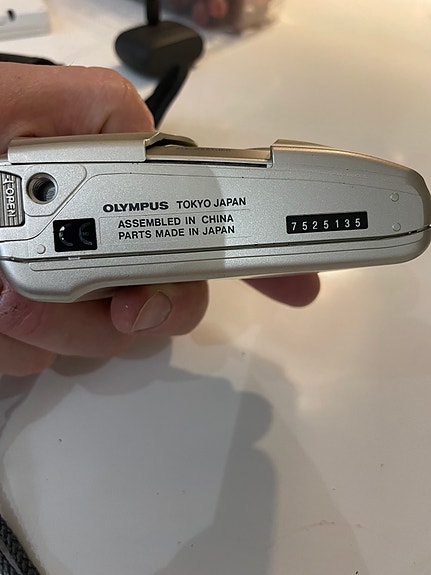 OPEN
OLYMPUS TOKYO JAPAN
ASSEMBLED IN CHINA
PARTS MADE IN JAPAN
CE
7525135